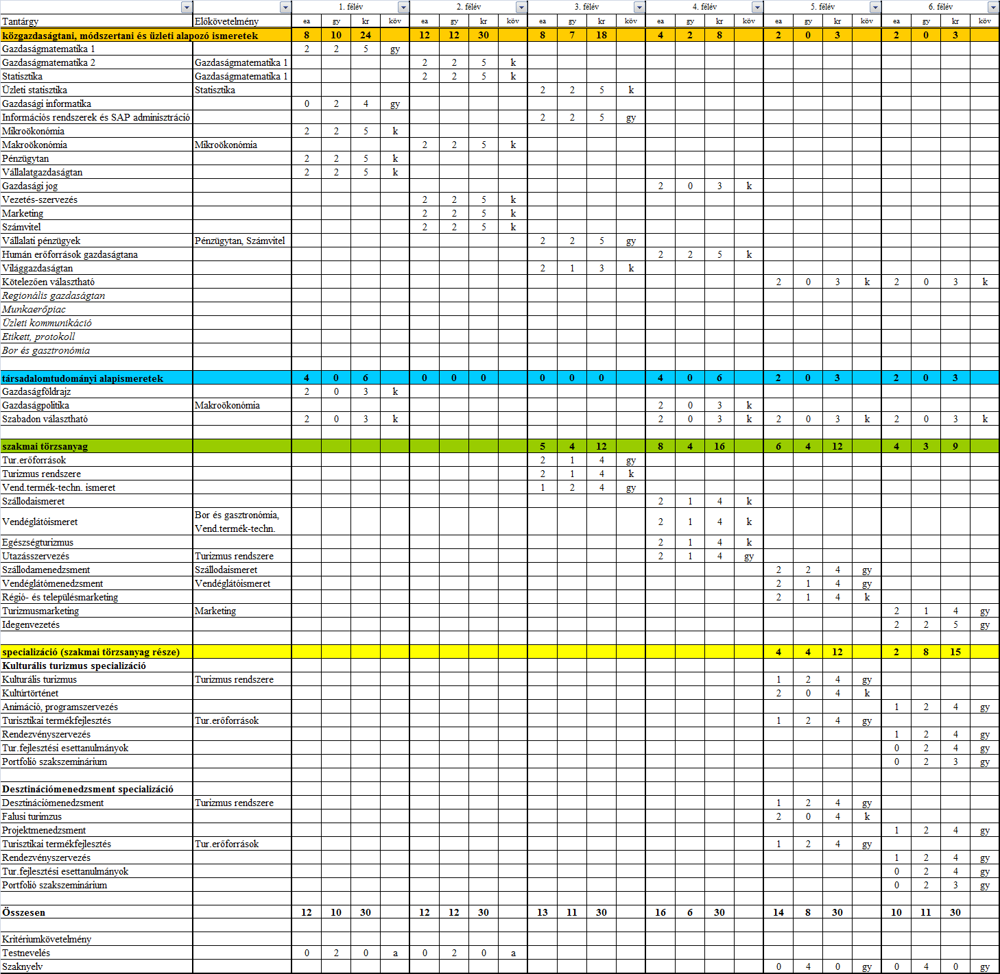 1. félév 2. félév 3. félév 4. félév 5. félév 6. félév
Tantárgy Előkövetelmény ea gy kr köv ea gy kr köv ea gy kr köv ea gy kr köv ea gy kr köv ea gy kr köv
közgazdaságtani, módszertani és üzleti alapozó ismeretek 8 10 24 12 12 30 8 7 18 4 2 8 2 0 3 2 0 3
Gazdaságmatematika 1 2 2 5 gy
Gazdaságmatematika 2 Gazdaságmatematika 1 2 2 5 k
Statisztika Gazdaságmatematika 1 2 2 5 k
Üzleti statisztika Statisztika 2 2 5 k
Gazdasági informatika 0 2 4 gy
Információs rendszerek és SAP adminisztráció 2 2 5 gy
Mikroökonómia 2 2 5 k
Makroökonómia Mikroökonómia 2 2 5 k
Pénzügytan 2 2 5 k
Vállalatgazdaságtan 2 2 5 k
Gazdasági jog 2 0 3 k
Vezetés-szervezés 2 2 5 k
Marketing 2 2 5 k
Számvitel 2 2 5 k
Vállalati pénzügyek Pénzügytan, Számvitel 2 2 5 gy
Humán erőforrások gazdaságtana 2 2 5 k
Világgazdaságtan 2 1 3 k
Kötelezően választható 2 0 3 k 2 0 3 k
Regionális gazdaságtan
Munkaerőpiac
Üzleti kommunikáció
Etikett, protokoll
Bor és gasztronómia
társadalomtudományi alapismeretek 4 0 6 0 0 0 0 0 0 4 0 6 2 0 3 2 0 3
Gazdaságföldrajz 2 0 3 k
Gazdaságpolitika Makroökonómia 2 0 3 k
Szabadon választható 2 0 3 k 2 0 3 k 2 0 3 k 2 0 3 k
szakmai törzsanyag 5 4 12 8 4 16 6 4 12 4 3 9
Tur.erőforrások 2 1 4 gy
Turizmus rendszere 2 1 4 k
Vend.termék-techn. ismeret 1 2 4 gy
Szállodaismeret 2 1 4 k
Vendéglátóismeret Bor és gasztronómia, 2 1 4 k
Vend.termék-techn.
Egészségturizmus 2 1 4 k
Utazásszervezés Turizmus rendszere 2 1 4 gy
Szállodamenedzsment Szállodaismeret 2 2 4 gy
Vendéglátómenedzsment Vendéglátóismeret 2 1 4 gy
Régió- és településmarketing 2 1 4 k
Turizmusmarketing Marketing 2 1 4 gy
Idegenvezetés 2 2 5 gy
specializáció (szakmai törzsanyag része) 4 4 12 2 8 15
Kulturális turizmus specializáció
Kulturális turizmus Turizmus rendszere 1 2 4 gy
Kultúrtörténet 2 0 4 k
Animáció, programszervezés 1 2 4 gy
Turisztikai termékfejlesztés Tur.erőforrások 1 2 4 gy
Rendezvényszervezés 1 2 4 gy
Tur.fejlesztési esettanulmányok 0 2 4 gy
Portfolió szakszeminárium 0 2 3 gy
Desztinációmenedzsment specializáció
Desztinációmenedzsment Turizmus rendszere 1 2 4 gy
Falusi turimzus 2 0 4 k
Projektmenedzsment 1 2 4 gy
Turisztikai termékfejlesztés Tur.erőforrások 1 2 4 gy
Rendezvényszervezés 1 2 4 gy
Tur.fejlesztési esettanulmányok 0 2 4 gy
Portfolió szakszeminárium 0 2 3 gy
Összesen 12 10 30 12 12 30 13 11 30 16 6 30 14 8 30 10 11 30
Kritériumkövetelmény
Testnevelés 0 2 0 a 0 2 0 a
Szaknyelv 0 4 0 gy 0 4 0 gy